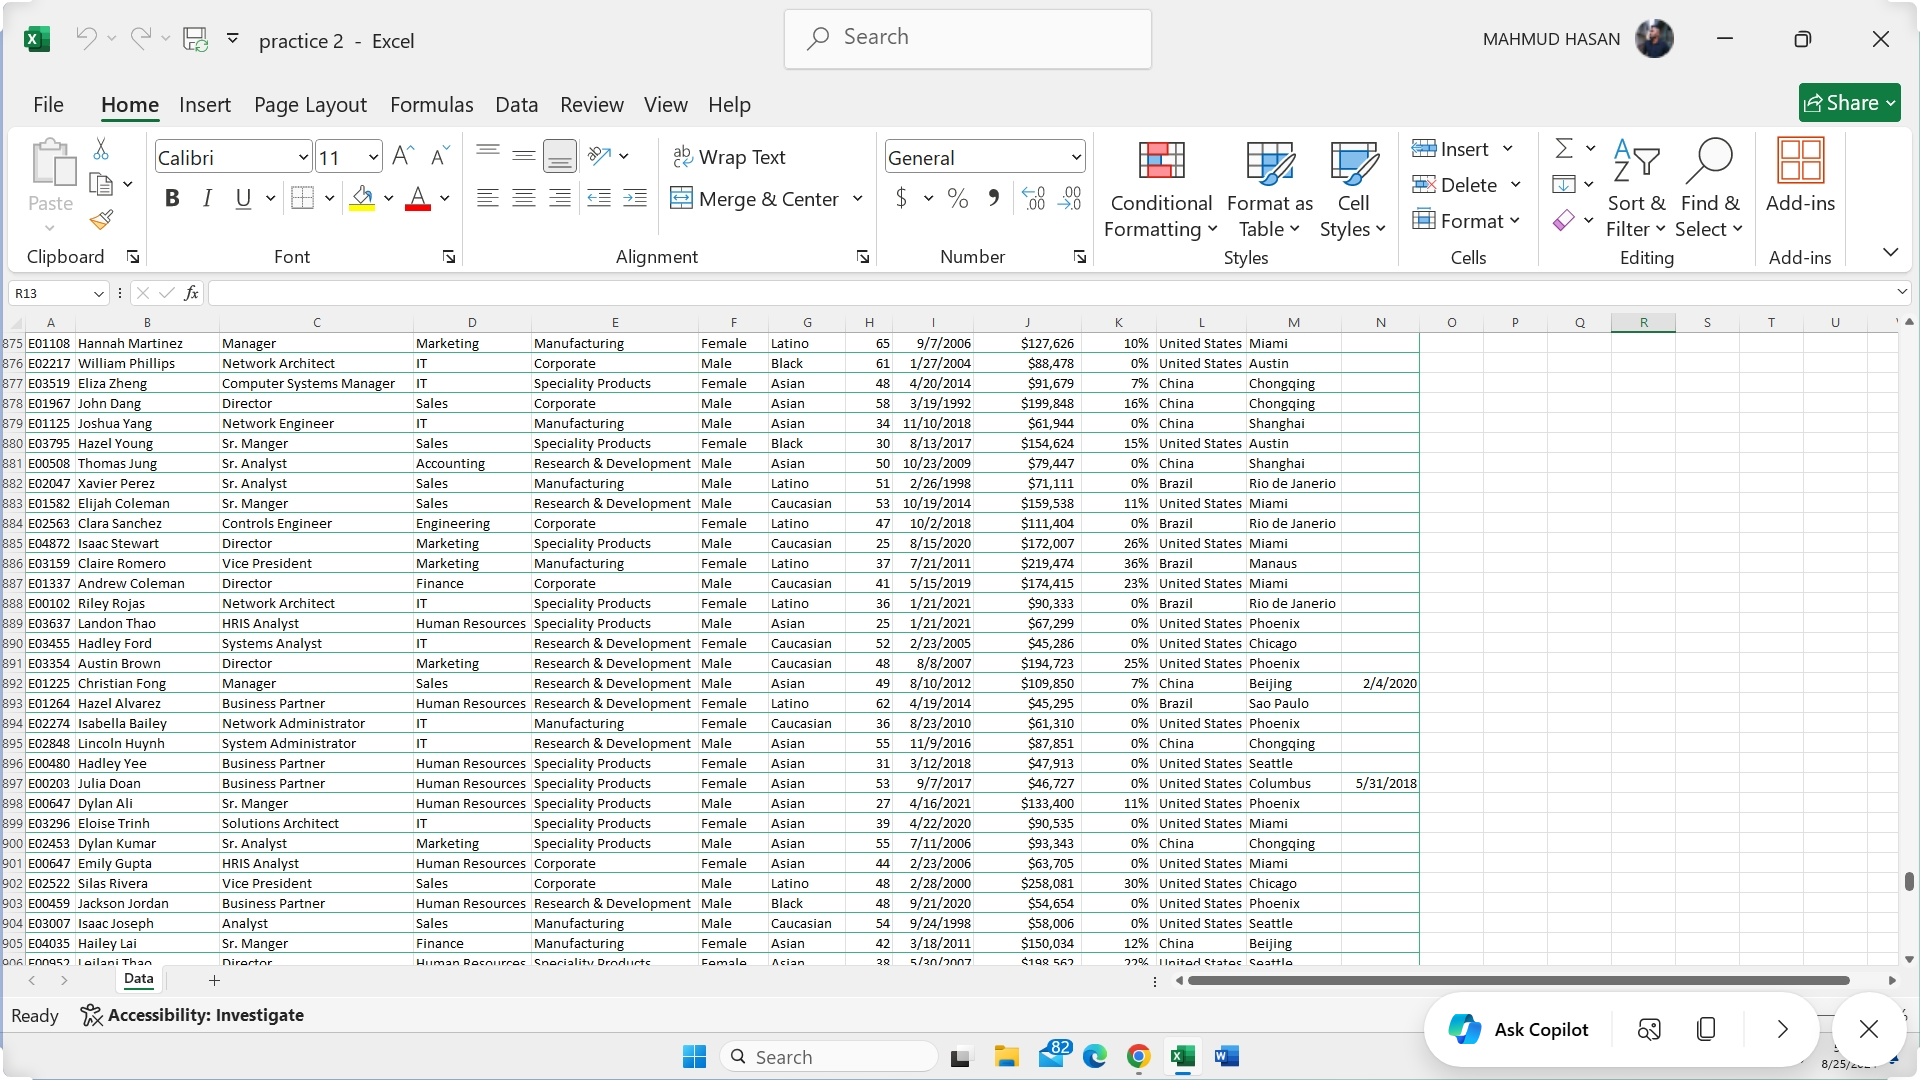 practice 2 - Excel
Search
MAHMUD HASAN
File Home Insert Page Layout Formulas Data Review View Help
Share
Paste
Clipboard
Calibri 11
B I U A
Font
Wrap Text
Merge & Center
Alignment
General
$ % 9
Number
Conditional Formatting
Format as Table
Cell Styles
Styles
Insert
Delete
Format
Cells
Sort & Filter
Find & Select
Editing
Add-ins
Add-ins
R13 fx
A B C D E F G H I J K L M N O P Q R S T U
875 E01108 Hannah Martinez Manager Marketing Manufacturing Female Latino 65 9/7/2006 $127,626 10% United States Miami
876 E02217 William Phillips Network Architect IT Corporate Male Black 61 1/27/2004 $88,478 0% United States Austin
877 E03519 Eliza Zheng Computer Systems Manager IT Speciality Products Female Asian 48 4/20/2014 $91,679 7% China Chongqing
878 E01967 John Dang Director Sales Corporate Male Asian 58 3/19/1992 $199,848 16% China Chongqing
879 E01125 Joshua Yang Network Engineer IT Manufacturing Male Asian 34 11/10/2018 $61,944 0% China Shanghai
880 E03795 Hazel Young Sr. Manger Sales Speciality Products Female Black 30 8/13/2017 $154,624 15% United States Austin
881 E00508 Thomas Jung Sr. Analyst Accounting Research & Development Male Asian 50 10/23/2009 $79,447 0% China Shanghai
882 E02047 Xavier Perez Sr. Analyst Sales Manufacturing Male Latino 51 2/26/1998 $71,111 0% Brazil Rio de Janerio
883 E01582 Elijah Coleman Sr. Manger Sales Research & Development Male Caucasian 53 10/19/2014 $159,538 11% United States Miami
884 E02563 Clara Sanchez Controls Engineer Engineering Corporate Female Latino 47 10/2/2018 $111,404 0% Brazil Rio de Janerio
885 E04872 Isaac Stewart Director Marketing Speciality Products Male Caucasian 25 8/15/2020 $172,007 26% United States Miami
886 E03159 Claire Romero Vice President Marketing Manufacturing Female Latino 37 7/21/2011 $219,474 36% Brazil Manaus
887 E01337 Andrew Coleman Director Finance Corporate Male Caucasian 41 5/15/2019 $174,415 23% United States Miami
888 E00102 Riley Rojas Network Architect IT Speciality Products Female Latino 36 1/21/2021 $90,333 0% Brazil Rio de Janerio
889 E03637 Landon Thao HRIS Analyst Human Resources Speciality Products Male Asian 25 1/21/2021 $67,299 0% United States Phoenix
890 E03455 Hadley Ford Systems Analyst IT Research & Development Female Caucasian 52 2/23/2005 $45,286 0% United States Chicago
891 E03354 Austin Brown Director Marketing Research & Development Male Caucasian 48 8/8/2007 $194,723 25% United States Phoenix
892 E01225 Christian Fong Manager Sales Research & Development Male Asian 49 8/10/2012 $109,850 7% China Beijing 2/4/2020
893 E01264 Hazel Alvarez Business Partner Human Resources Research & Development Female Latino 62 4/19/2014 $45,295 0% Brazil Sao Paulo
894 E02274 Isabella Bailey Network Administrator IT Manufacturing Female Caucasian 36 8/23/2010 $61,310 0% United States Phoenix
895 E02848 Lincoln Huynh System Administrator IT Research & Development Male Asian 55 11/9/2016 $87,851 0% China Chongqing
896 E00480 Hadley Yee Business Partner Human Resources Speciality Products Female Asian 31 3/12/2018 $47,913 0% United States Seattle
897 E00203 Julia Doan Business Partner Human Resources Speciality Products Female Asian 53 9/7/2017 $46,727 0% United States Columbus 5/31/2018
898 E00647 Dylan Ali Sr. Manger Human Resources Speciality Products Male Asian 27 4/16/2021 $133,400 11% United States Phoenix
899 E03296 Eloise Trinh Solutions Architect IT Speciality Products Female Asian 39 4/22/2020 $90,535 0% United States Miami
900 E02453 Dylan Kumar Sr. Analyst Marketing Speciality Products Male Asian 55 7/11/2006 $93,343 0% China Chongqing
901 E00647 Emily Gupta HRIS Analyst Human Resources Corporate Female Asian 44 2/23/2006 $63,705 0% United States Miami
902 E02522 Silas Rivera Vice President Sales Corporate Male Latino 48 2/28/2000 $258,081 30% United States Chicago
903 E00459 Jackson Jordan Business Partner Human Resources Research & Development Male Black 48 9/21/2020 $54,654 0% United States Phoenix
904 E03007 Isaac Joseph Analyst Sales Manufacturing Male Caucasian 54 9/24/1998 $58,006 0% United States Seattle
905 E04035 Hailey Lai Sr. Manger Finance Manufacturing Female Asian 42 3/18/2011 $150,034 12% China Beijing
906 E00952 Leilani Thao Director Human Resources Speciality Products Female Asian 38 5/30/2007 $198,562 22% United States Seattle
Data
Ready Accessibility: Investigate
Ask Copilot
Search
82